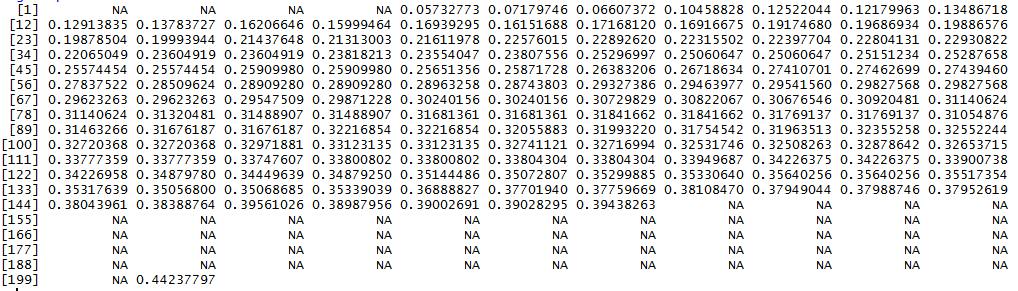 [1] NA NA NA NA 0.05732773 0.07179746 0.06607372 0.10458828 0.12522044 0.12179963 0.13486718
[12] 0.12913835 0.13783727 0.16206646 0.15999464 0.16939295 0.16151688 0.17168120 0.16916675 0.19174680 0.19686934 0.19886576
[23] 0.19878504 0.19993944 0.21437648 0.21313003 0.21611978 0.22576015 0.22892620 0.22315502 0.22397704 0.22804131 0.22930822
[34] 0.22065049 0.23604919 0.23604919 0.23818213 0.23554047 0.23807556 0.25296997 0.25060647 0.25060647 0.25151234 0.25287658
[45] 0.25574454 0.25574454 0.25909980 0.25909980 0.25651356 0.25871728 0.26383206 0.26718634 0.27410701 0.27462699 0.27439460
[56] 0.27837522 0.28509624 0.28909280 0.28909280 0.28963258 0.28743803 0.29327386 0.29463977 0.29541560 0.29827568 0.29827568
[67] 0.29623263 0.29623263 0.29547509 0.29871228 0.30240156 0.30240156 0.30729829 0.30822067 0.30676546 0.30920481 0.31140624
[78] 0.31140624 0.31320481 0.31488907 0.31488907 0.31681361 0.31681361 0.31841662 0.31841662 0.31769137 0.31769137 0.31054876
[89] 0.31463266 0.31676187 0.31676187 0.32216854 0.32216854 0.32055883 0.31993220 0.31754542 0.31963513 0.32355258 0.32552244
[100] 0.32720368 0.32720368 0.32971881 0.33123135 0.33123135 0.32741121 0.32716994 0.32531746 0.32508263 0.32878642 0.32653715
[111] 0.33777359 0.33777359 0.33747607 0.33800802 0.33800802 0.33804304 0.33804304 0.33949687 0.34226375 0.34226375 0.33900738
[122] 0.34226958 0.34879780 0.34449639 0.34879250 0.35144486 0.35072807 0.35299885 0.35330640 0.35640256 0.35640256 0.35517354
[133] 0.35317639 0.35056800 0.35068685 0.35339039 0.36888827 0.37701940 0.37759669 0.38108470 0.37949044 0.37988746 0.37952619
[144] 0.38043961 0.38388764 0.39561026 0.38987956 0.39002691 0.39028295 0.39438263 NA NA NA NA
[155] NA NA NA NA NA NA NA NA NA NA NA
[166] NA NA NA NA NA NA NA NA NA NA NA
[177] NA NA NA NA NA NA NA NA NA NA NA
[188] NA NA NA NA NA NA NA NA NA NA NA
[199] NA 0.44237797